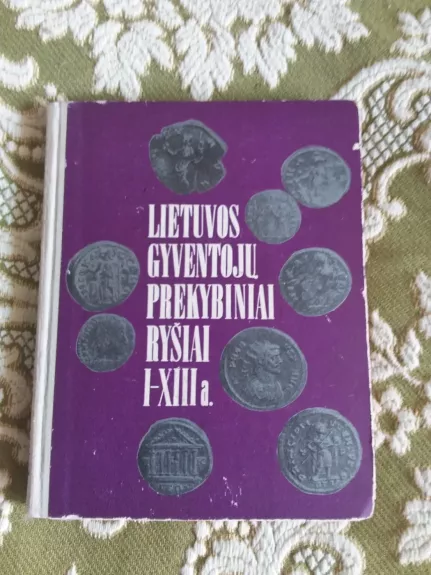 LIETUVOS
GYVENTOJŲ
PREKYBINIAI
RYŠIAI
I–XIII a.